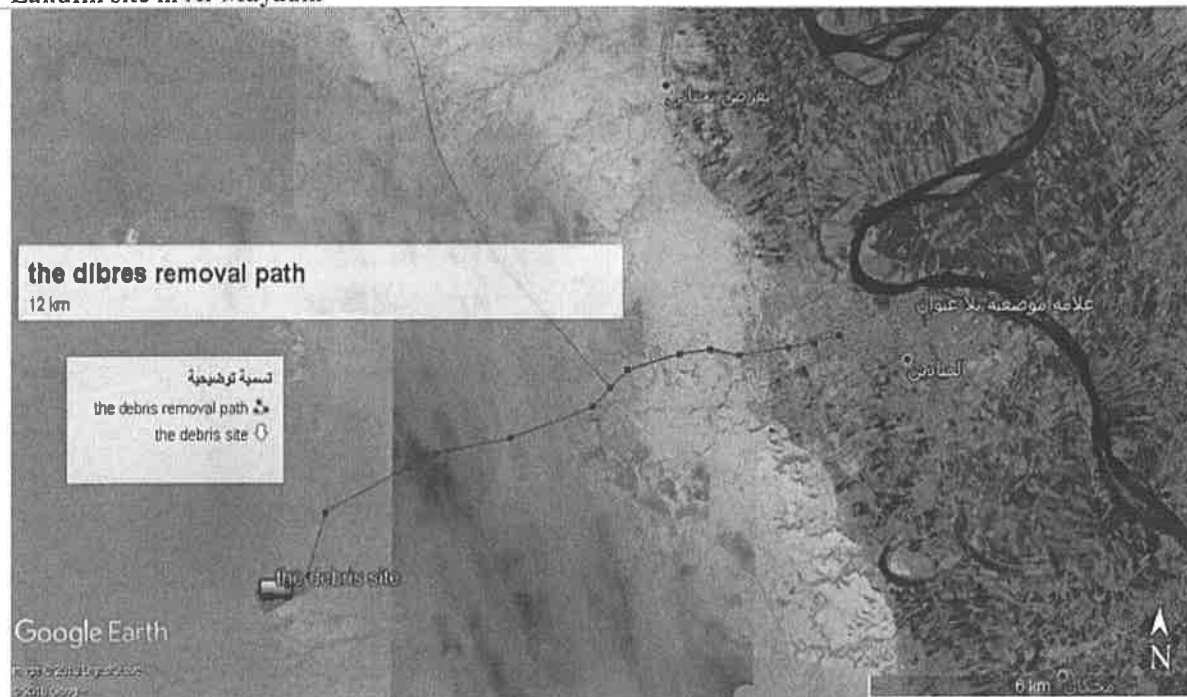 the dibres removal path
12 km
علامة موضعية بلا عنوان
الميادين
تسمية توضيحية
the debris removal path
the debris site
the debris site
Google Earth
N
6 km